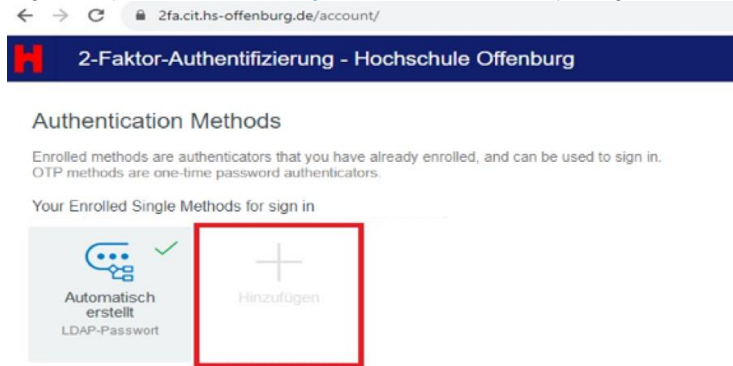 2fa.cit.hs-offenburg.de/account/
H 2-Faktor-Authentifizierung - Hochschule Offenburg
Authentication Methods
Enrolled methods are authenticators that you have already enrolled, and can be used to sign in.
OTP methods are one-time password authenticators.
Your Enrolled Single Methods for sign in
Automatisch
erstellt
LDAP-Passwort
Hinzufügen